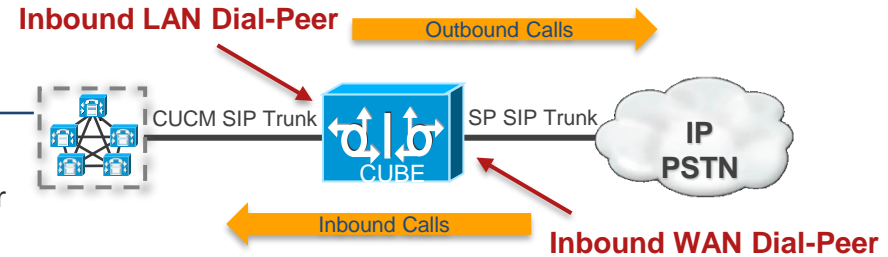 Inbound LAN Dial-Peer
Outbound Calls
CUCM SIP Trunk
SP SIP Trunk
IP
PSTN
CUBE
r
Inbound Calls
Inbound WAN Dial-Peer